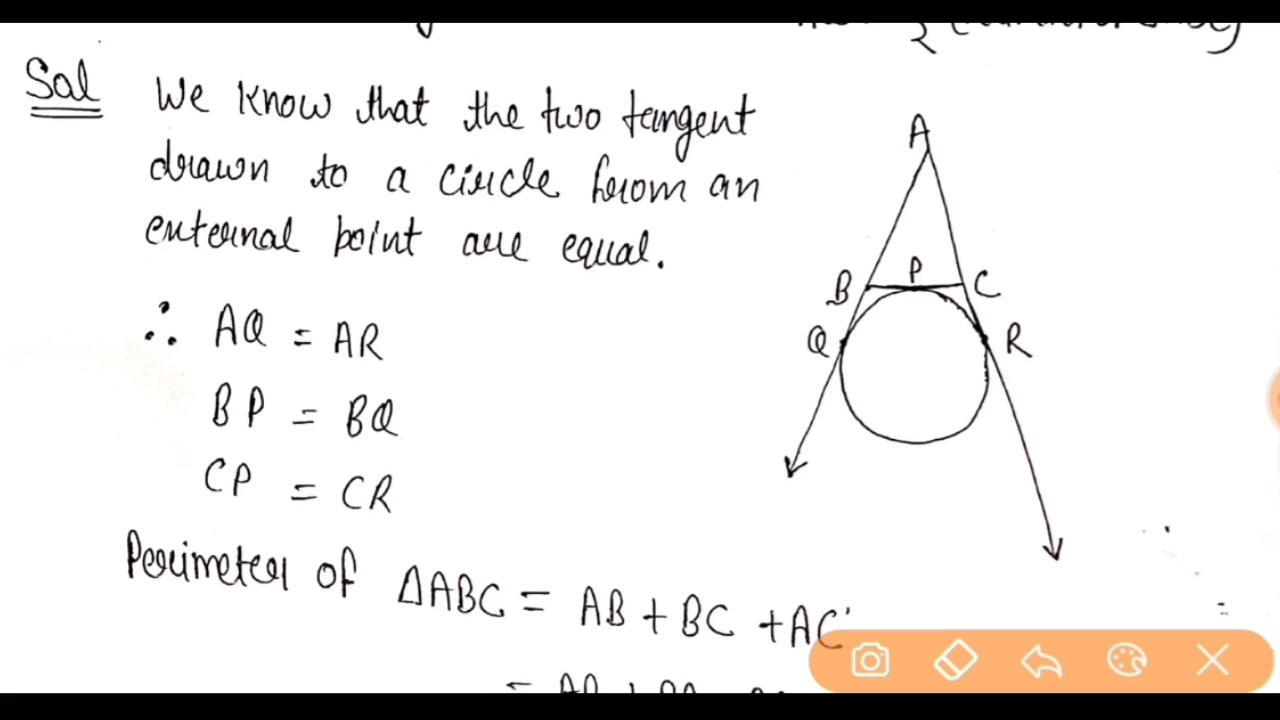 Sol We know that the two tangent
drawn to a circle from an
external point are equal.
∴ AQ = AR
BP = BQ
CP = CR
Perimeter of ΔABC = AB + BC + AC
A
B P C
Q R